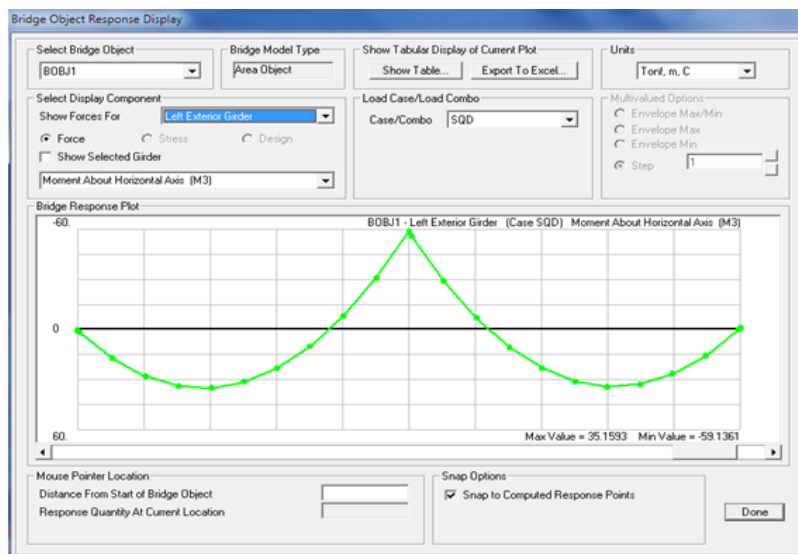 Bridge Object Response Display
Select Bridge Object
BOBJ1
Bridge Model Type
Area Object
Show Tabular Display of Current Plot
Show Table...
Export To Excel...
Units
Tonf, m, C
Select Display Component
Show Forces For
Left Exterior Girder
Force
Stress
Design
Show Selected Girder
Moment About Horizontal Axis (M3)
Load Case/Load Combo
Case/Combo
SQD
Multivalued Options
Envelope Max/Min
Envelope Max
Envelope Min
Step
1
Bridge Response Plot
-60.
BOBJ1 - Left Exterior Girder (Case SQD) Moment About Horizontal Axis (M3)
0
60.
Max Value = 35.1593 Min Value = -59.1361
Mouse Pointer Location
Distance From Start of Bridge Object
Response Quantity At Current Location
Snap Options
Snap to Computed Response Points
Done